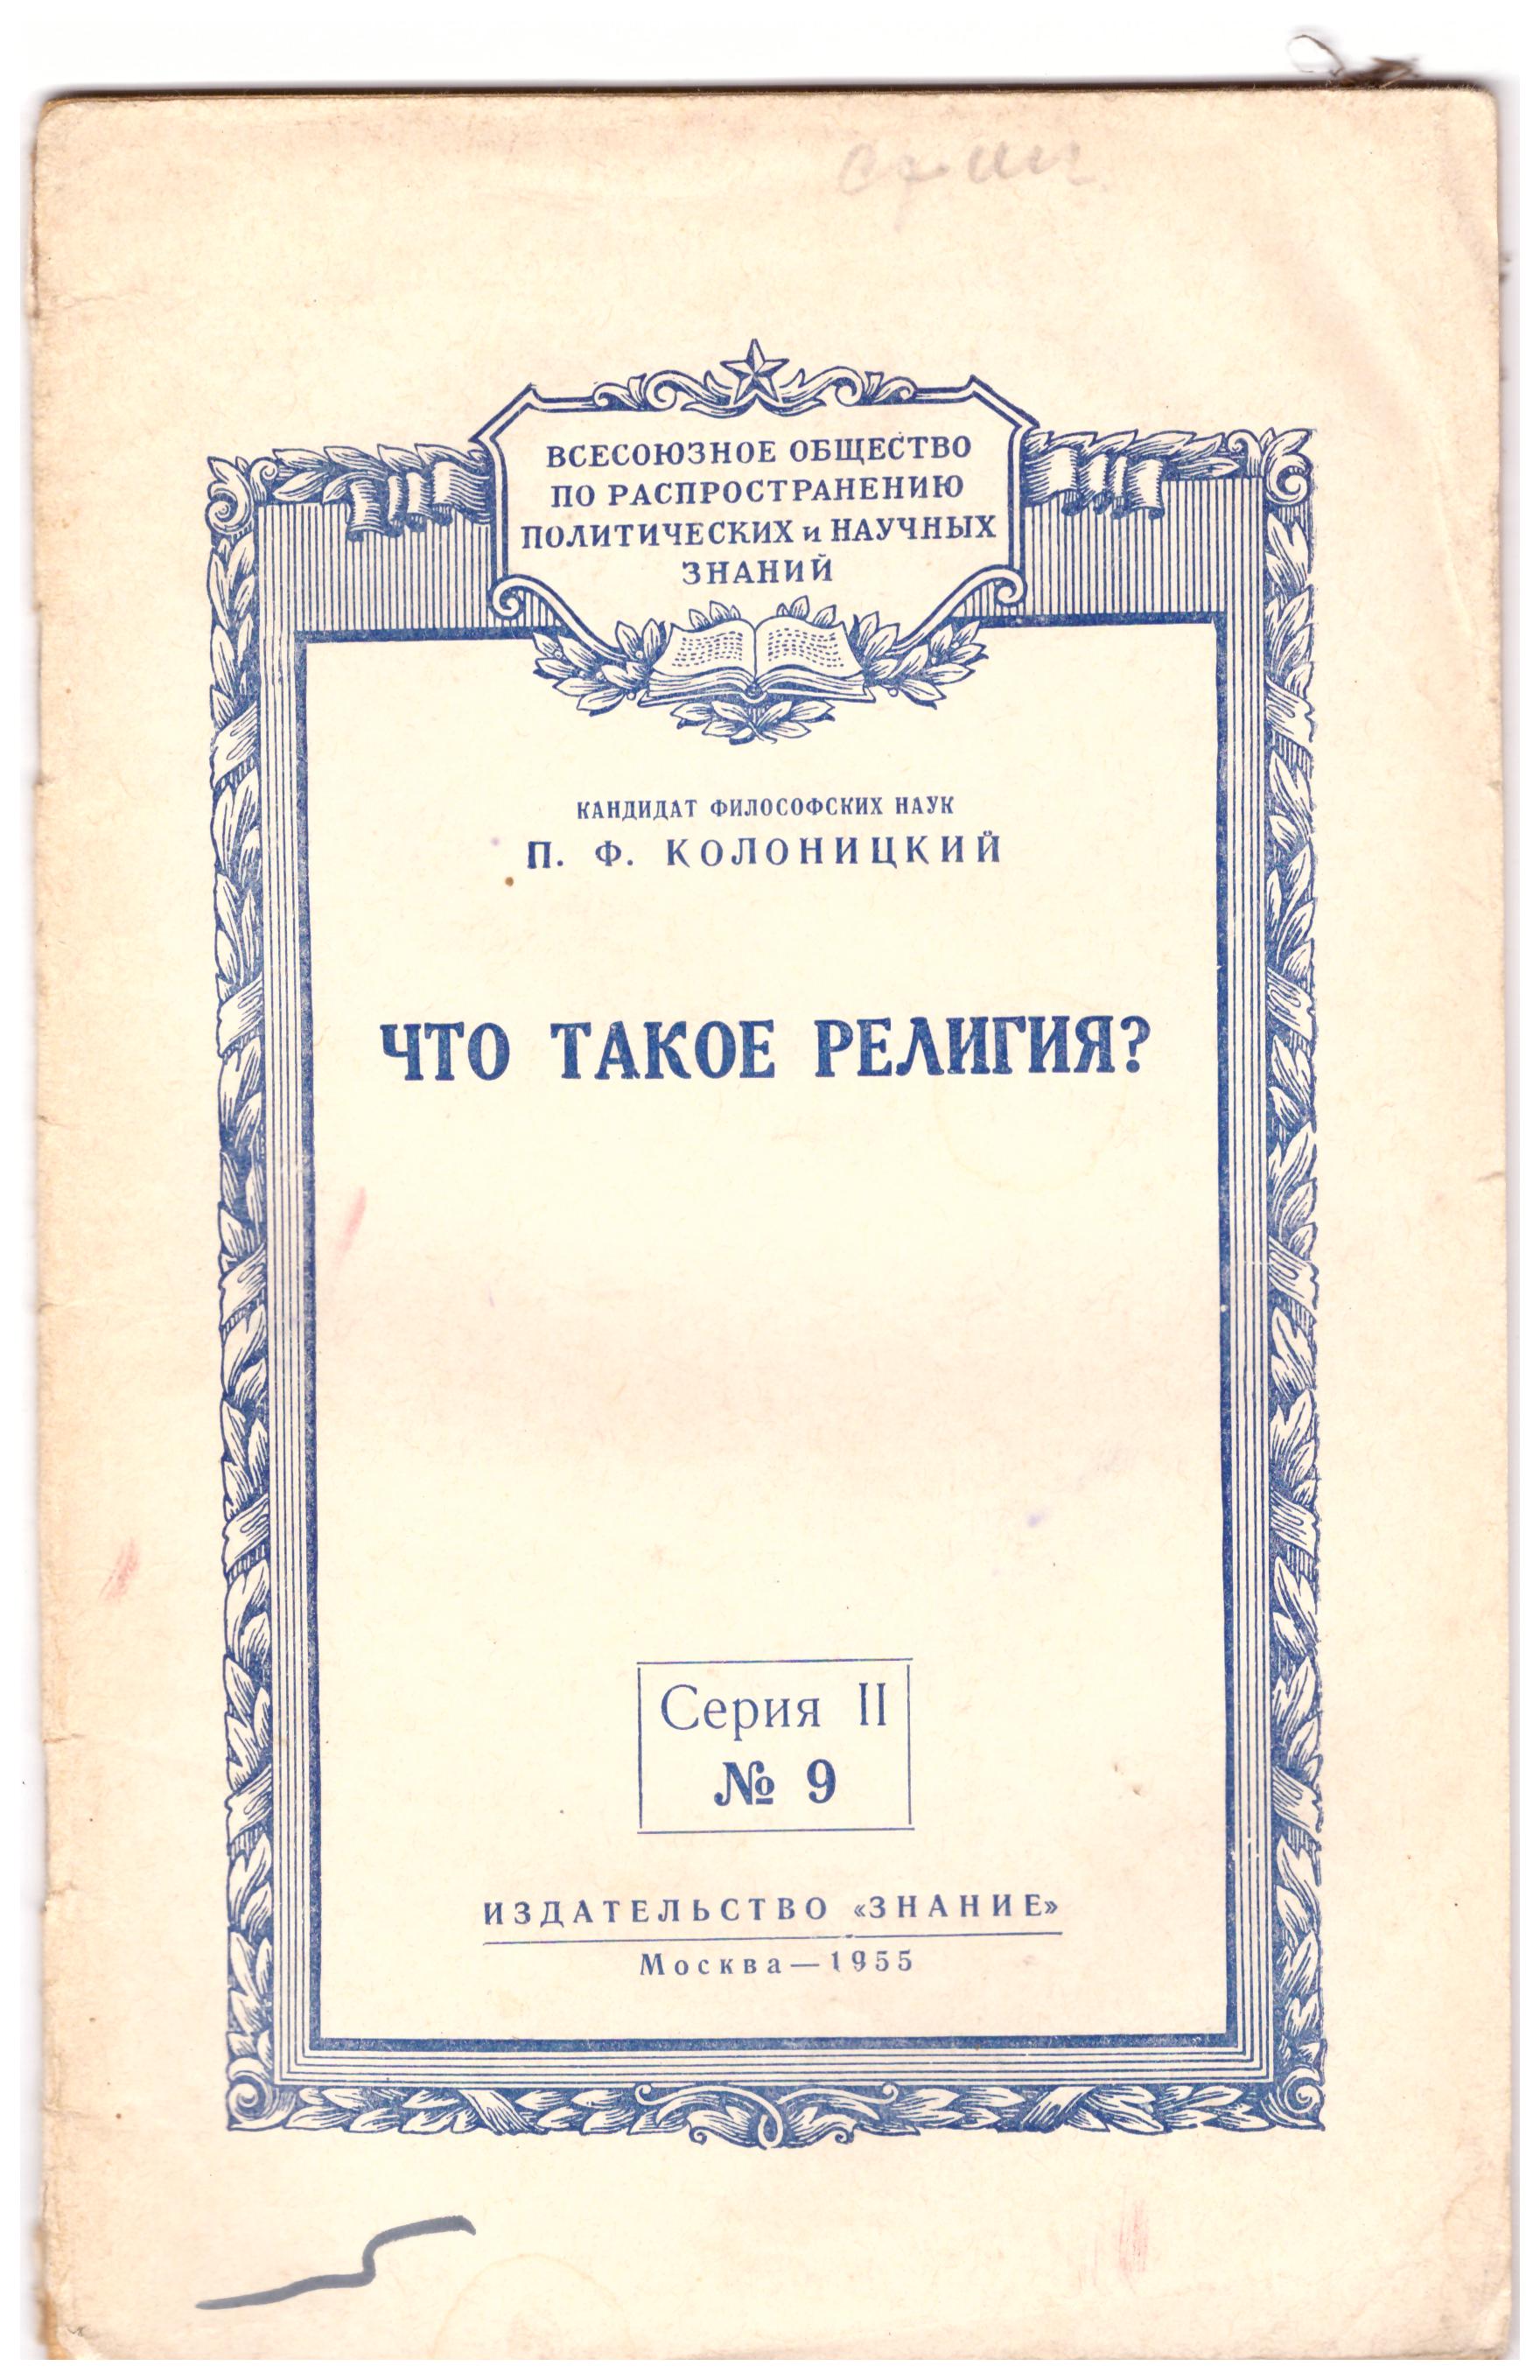 ВСЕСОЮЗНОЕ ОБЩЕСТВО
ПО РАСПРОСТРАНЕНИЮ
ПОЛИТИЧЕСКИХ и НАУЧНЫХ
ЗНАНИЙ
КАНДИДАТ ФИЛОСОФСКИХ НАУК
П. Ф. КОЛОНИЦКИЙ
ЧТО ТАКОЕ РЕЛИГИЯ?
Серия II
№ 9
ИЗДАТЕЛЬСТВО «ЗНАНИЕ»
Москва—1955